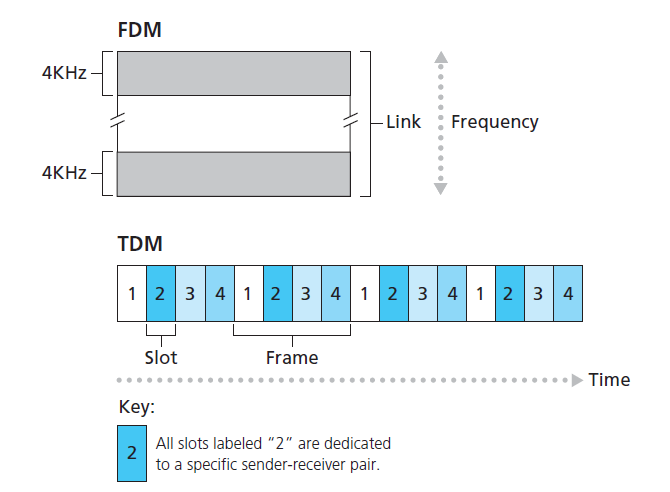 FDM
4KHz
Link
Frequency
4KHz
TDM
1 2 3 4 1 2 3 4 1 2 3 4 1 2 3 4
Slot
Frame
Time
Key:
2
All slots labeled “2” are dedicated
to a specific sender-receiver pair.